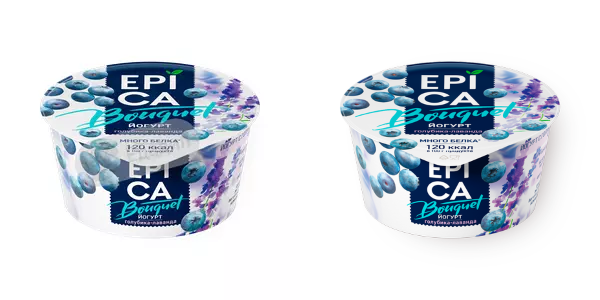 EPI
CA
Bouquet
ЙОГУРТ
голубика-лаванда
МНОГО БЕЛКА*
120 ккал
EPI
CA
Bouquet
ЙОГУРТ
голубика-лаванда
EPI
CA
Bouquet
ЙОГУРТ
голубика-лаванда
МНОГО БЕЛКА*
120 ккал
EPI
CA
Bouquet
ЙОГУРТ
голубика-лаванда